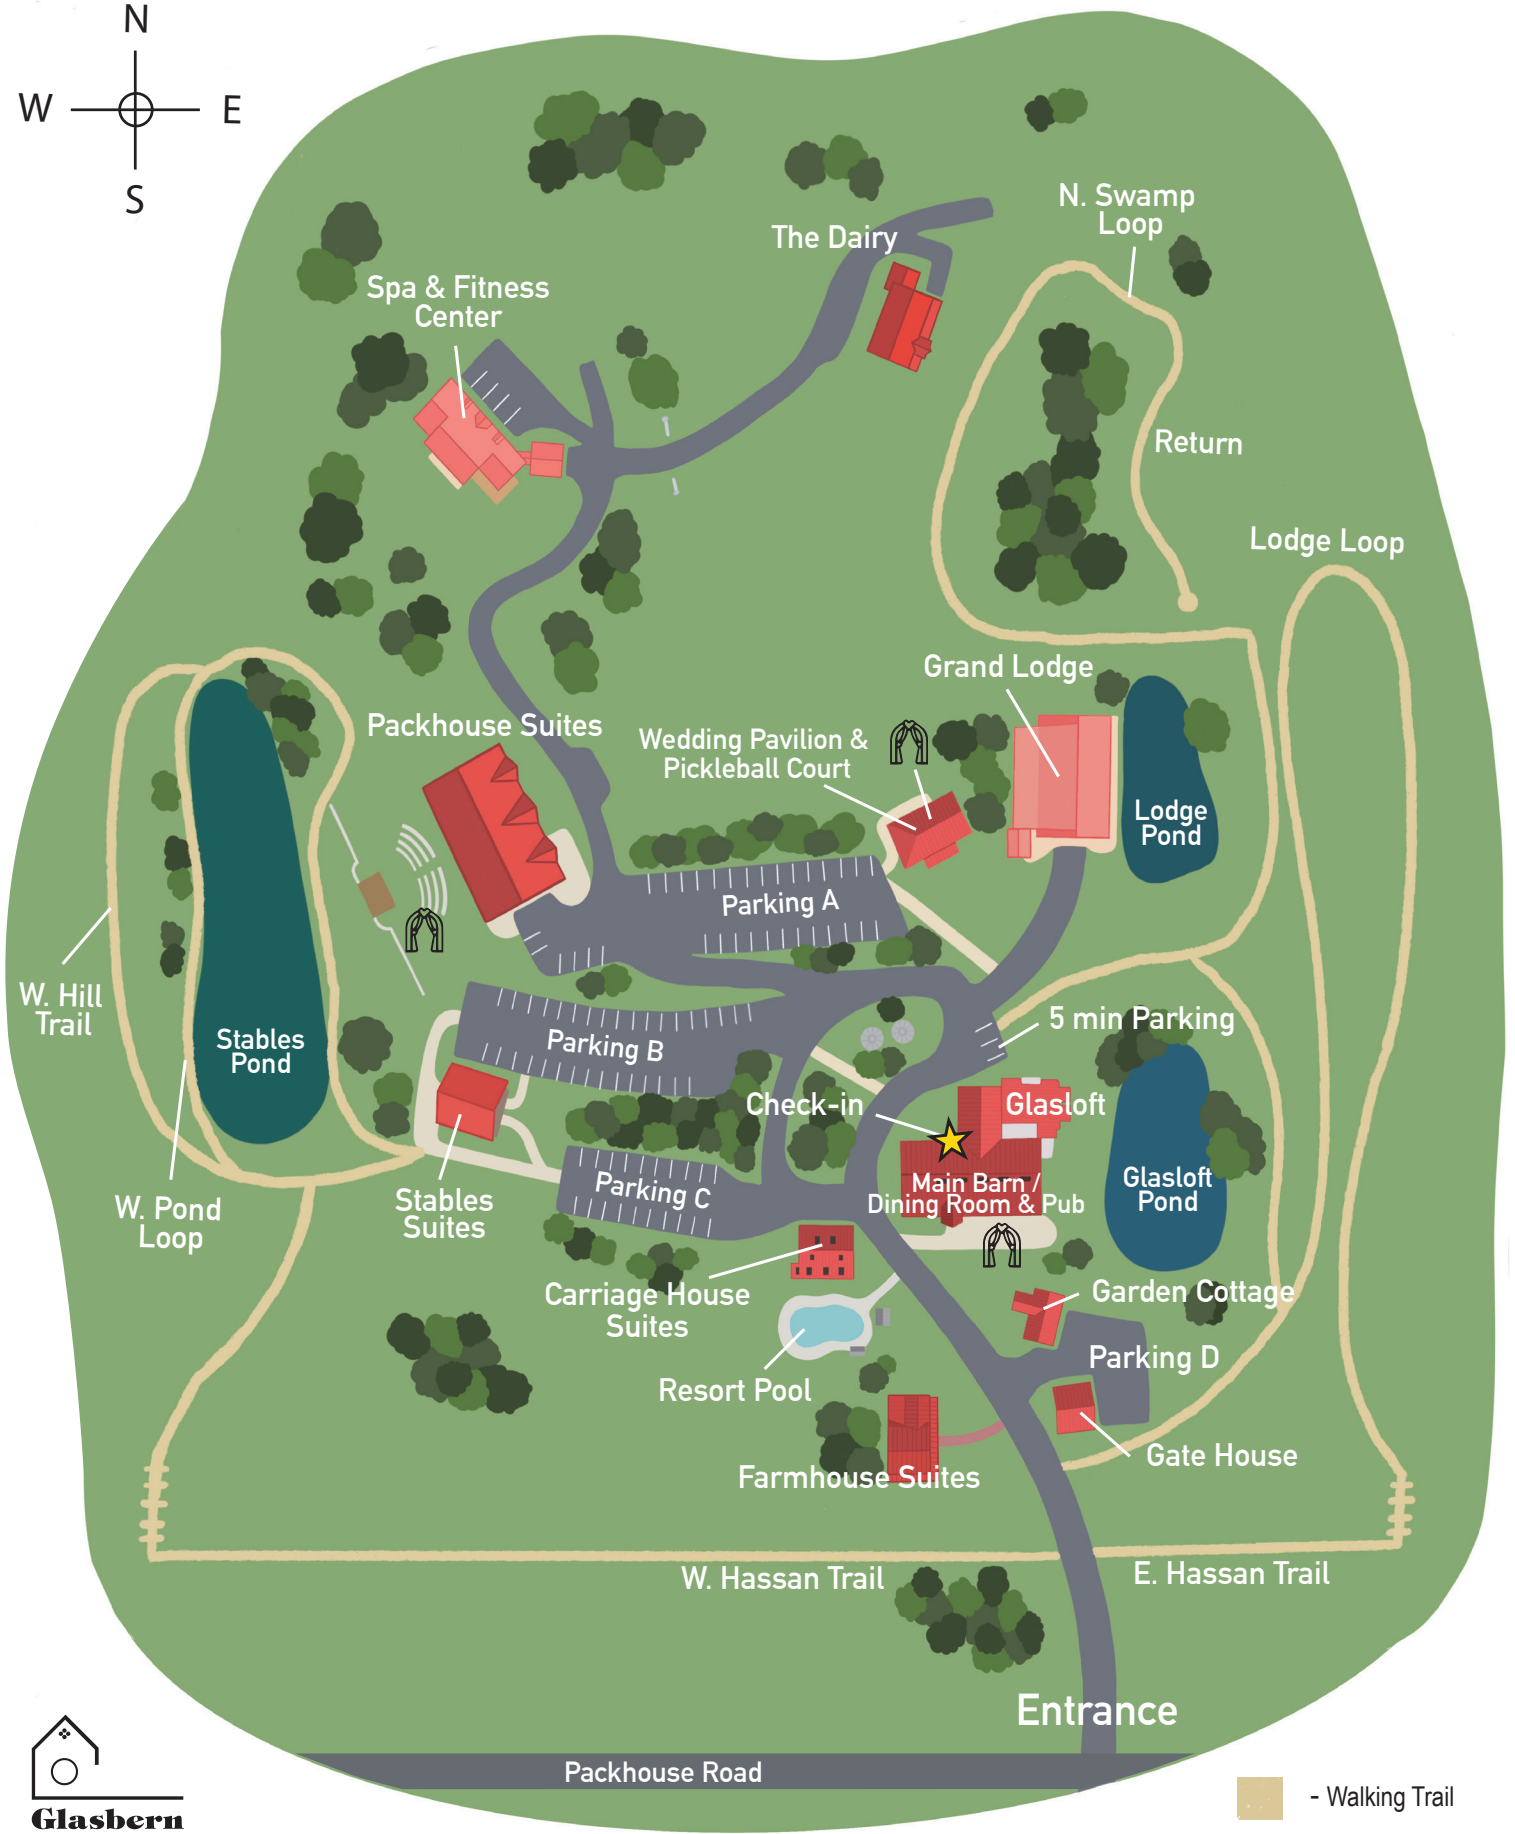 N
W
E
S
N. Swamp
Loop
The Dairy
Spa & Fitness
Center
Return
Lodge Loop
Grand Lodge
Packhouse Suites
Wedding Pavilion &
Pickleball Court
Lodge
Pond
Parking A
W. Hill
Trail
5 min Parking
Stables
Pond
Parking B
Check-in
Glasloft
Main Barn /
Dining Room & Pub
Glasloft
Pond
Parking C
Stables
Suites
W. Pond
Loop
Carriage House
Suites
Garden Cottage
Parking D
Resort Pool
Gate House
Farmhouse Suites
W. Hassan Trail
E. Hassan Trail
Entrance
Packhouse Road
Glasbern
- Walking Trail